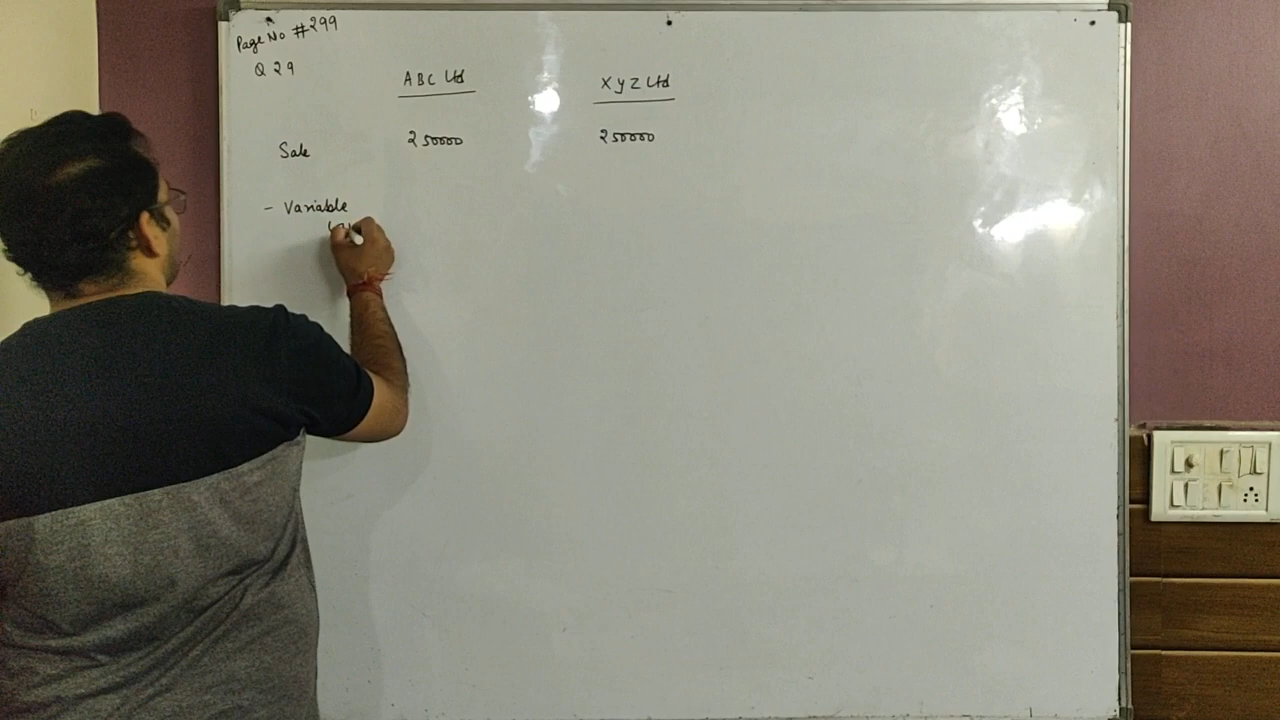 Page No #299
Q 29
ABC Ltd
XYZ Ltd
Sale
250000
250000
- Variable